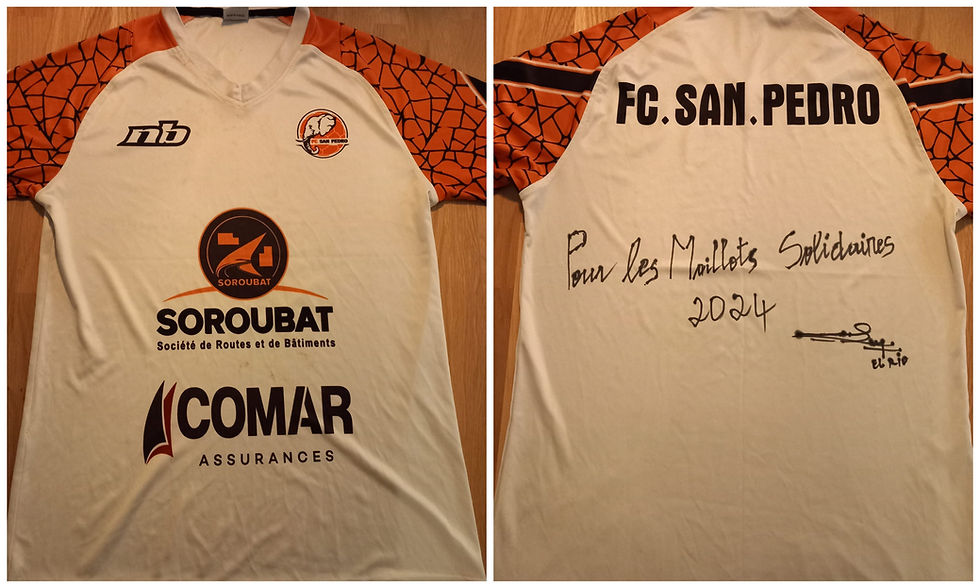 nb
FC SAN PEDRO
SOROUBAT
SOROUBAT
Société de Routes et de Bâtiments
COMAR
ASSURANCES
FC. SAN. PEDRO
Pour les Maillots Solidaires
2024
EL RIO